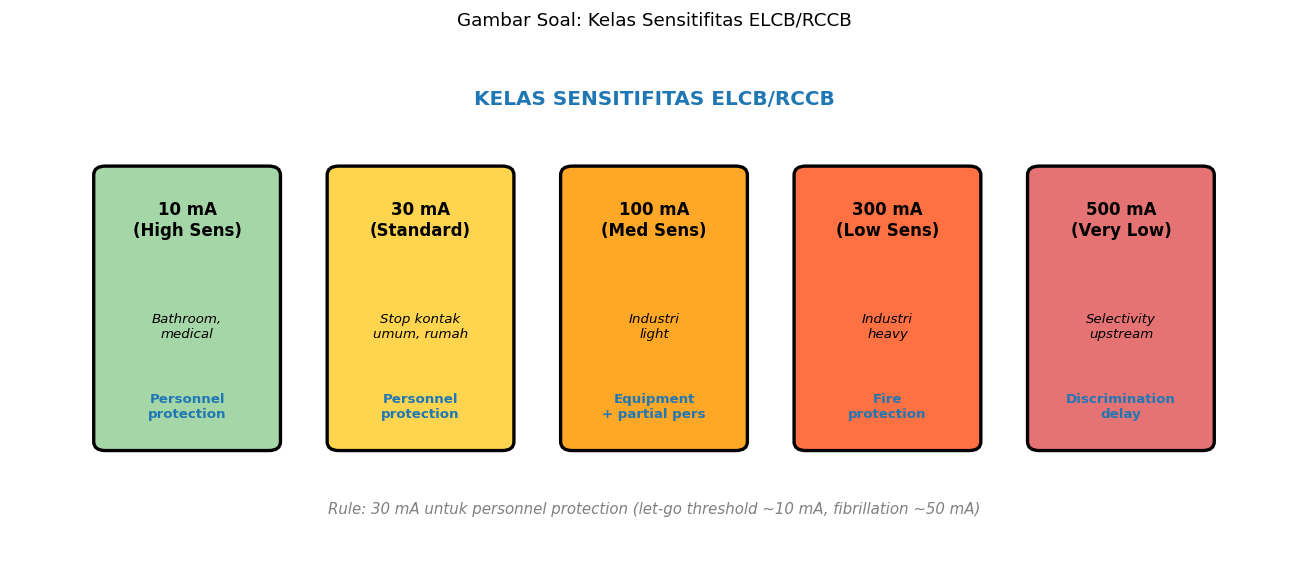 Gambar Soal: Kelas Sensitifitas ELCB/RCCB
KELAS SENSITIFITAS ELCB/RCCB
10 mA
(High Sens)
Bathroom,
medical
Personnel
protection
30 mA
(Standard)
Stop kontak
umum, rumah
Personnel
protection
100 mA
(Med Sens)
Industri
light
Equipment
+ partial pers
300 mA
(Low Sens)
Industri
heavy
Fire
protection
500 mA
(Very Low)
Selectivity
upstream
Discrimination
delay
Rule: 30 mA untuk personnel protection (let-go threshold ~10 mA, fibrillation ~50 mA)